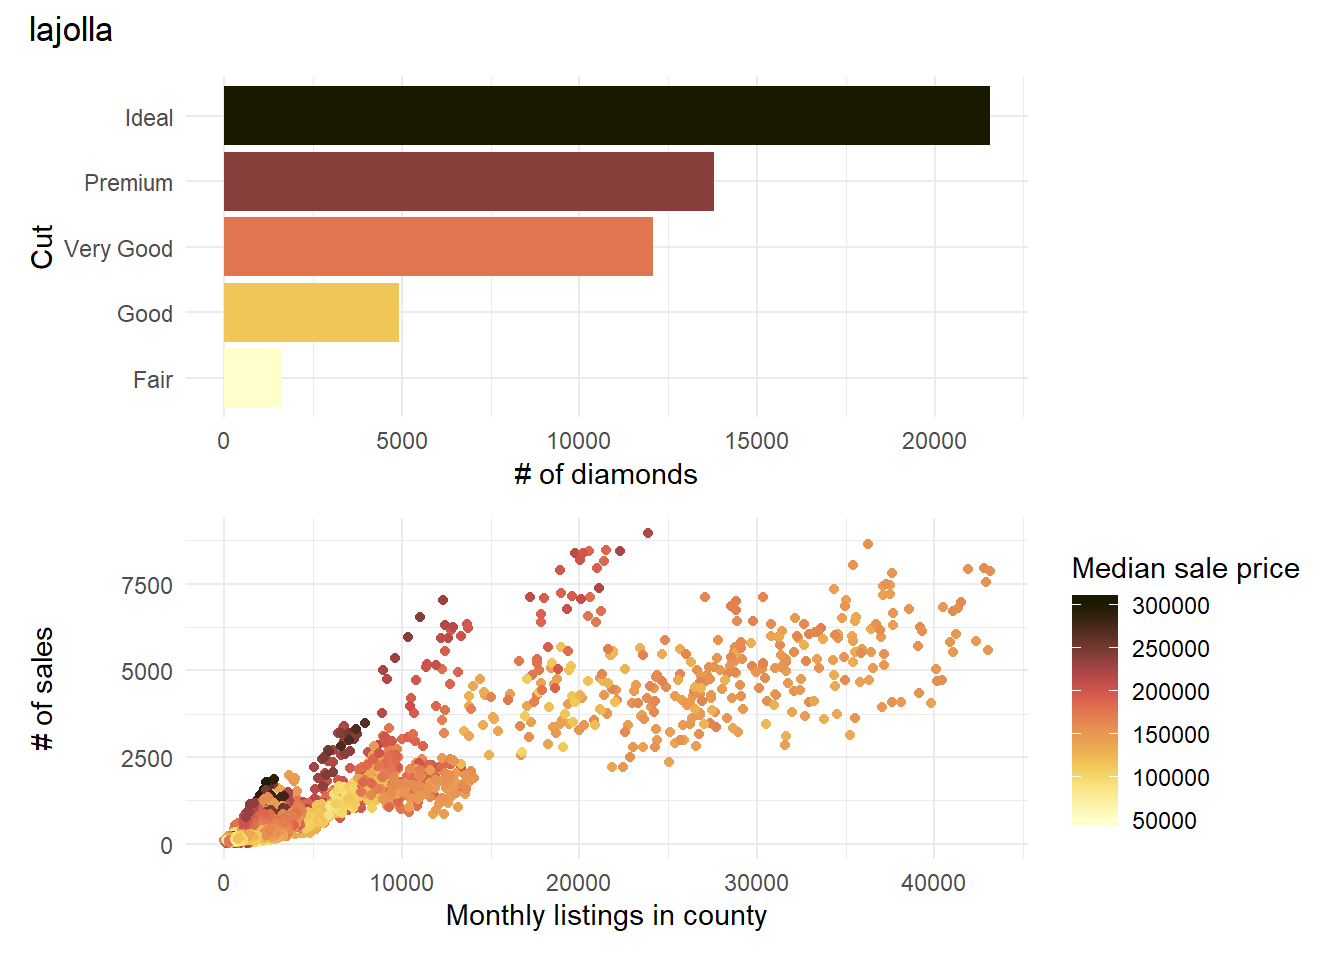 lajolla
Cut
Ideal
Premium
Very Good
Good
Fair
0 5000 10000 15000 20000
# of diamonds
# of sales
7500
5000
2500
0
0 10000 20000 30000 40000
Monthly listings in county
Median sale price
300000
250000
200000
150000
100000
50000